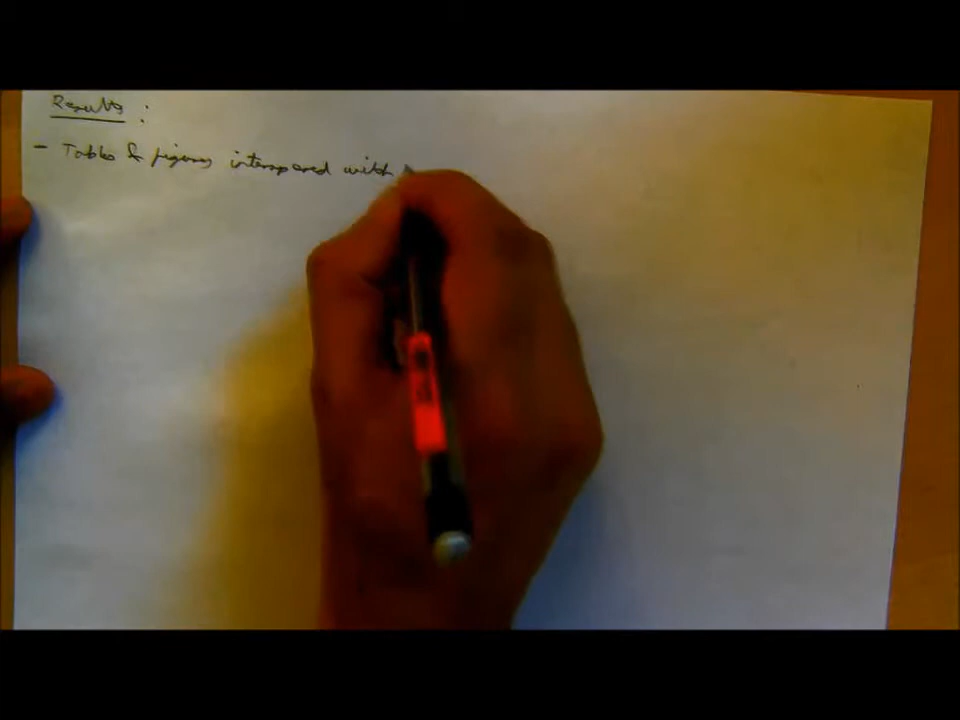 Results :
- Tables & figures interspersed with